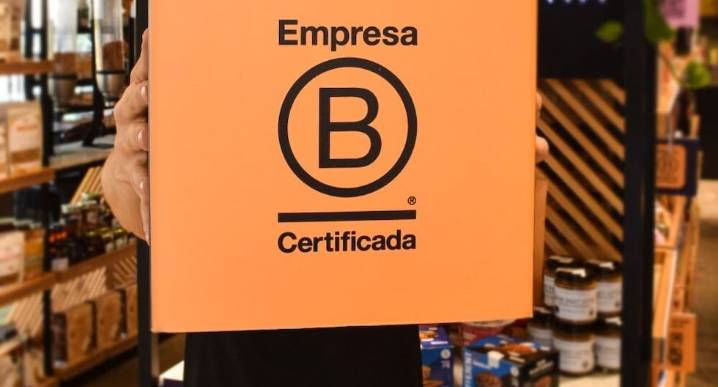 Empresa
B
®
Certificada